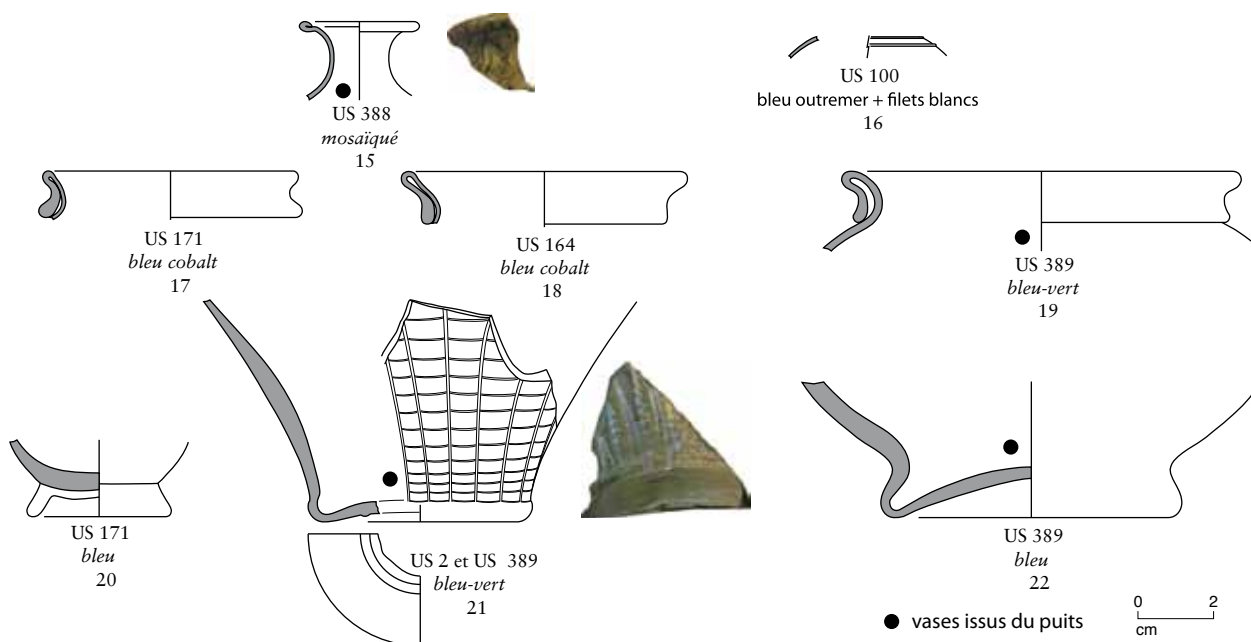 US 388
mosaïqué
15
US 100
bleu outremer + filets blancs
16
US 171
bleu cobalt
17
US 164
bleu cobalt
18
US 389
bleu-vert
19
US 171
bleu
20
US 2 et US 389
bleu-vert
21
US 389
bleu
22
● vases issus du puits
0 2
cm